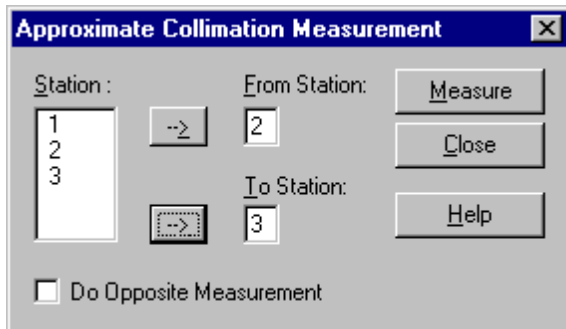 Approximate Collimation Measurement
Station :
1
2
3
-->
-->
From Station:
2
To Station:
3
Measure
Close
Help
Do Opposite Measurement